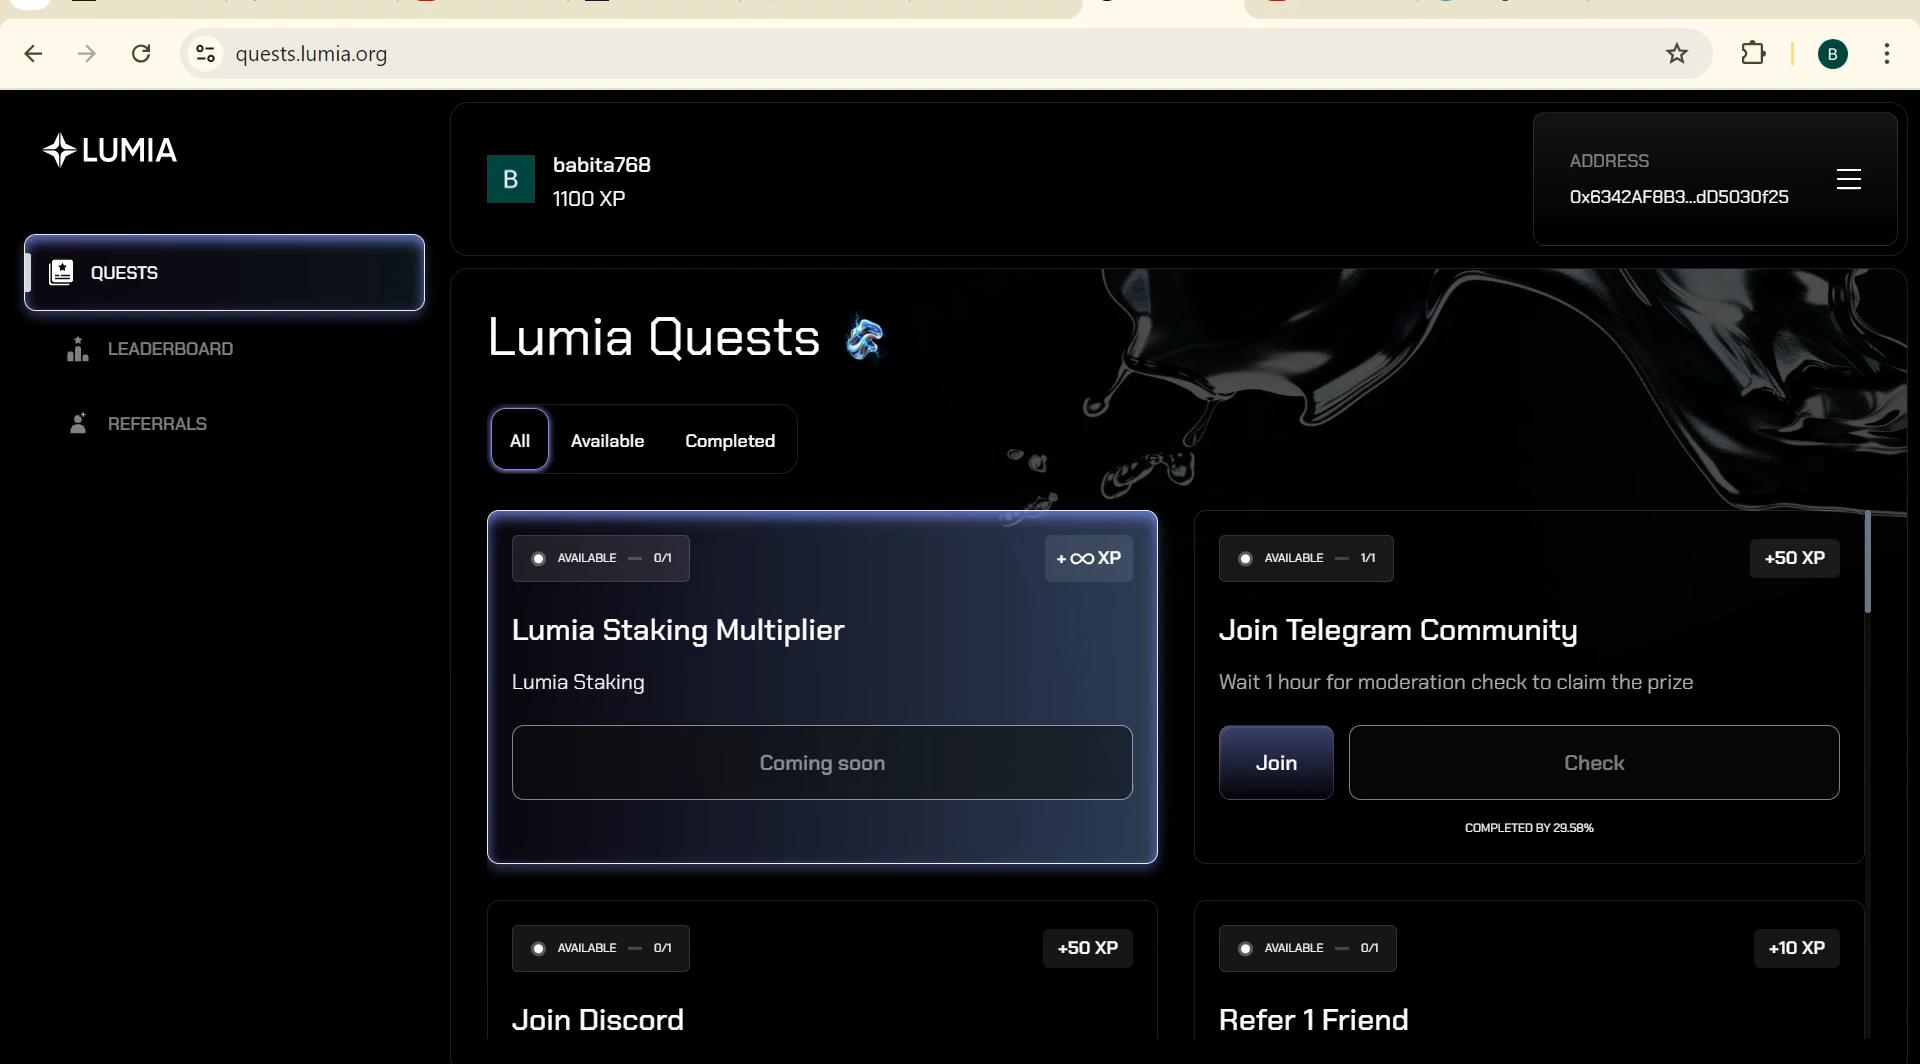 quests.lumia.org
B
LUMIA
QUESTS
LEADERBOARD
REFERRALS
B
babita768
1100 XP
ADDRESS
0x6342AF8B3...dD5030f25
Lumia Quests
All
Available
Completed
AVAILABLE — 0/1
+ ∞ XP
Lumia Staking Multiplier
Lumia Staking
Coming soon
AVAILABLE — 1/1
+50 XP
Join Telegram Community
Wait 1 hour for moderation check to claim the prize
Join
Check
COMPLETED BY 29.58%
AVAILABLE — 0/1
+50 XP
Join Discord
AVAILABLE — 0/1
+10 XP
Refer 1 Friend